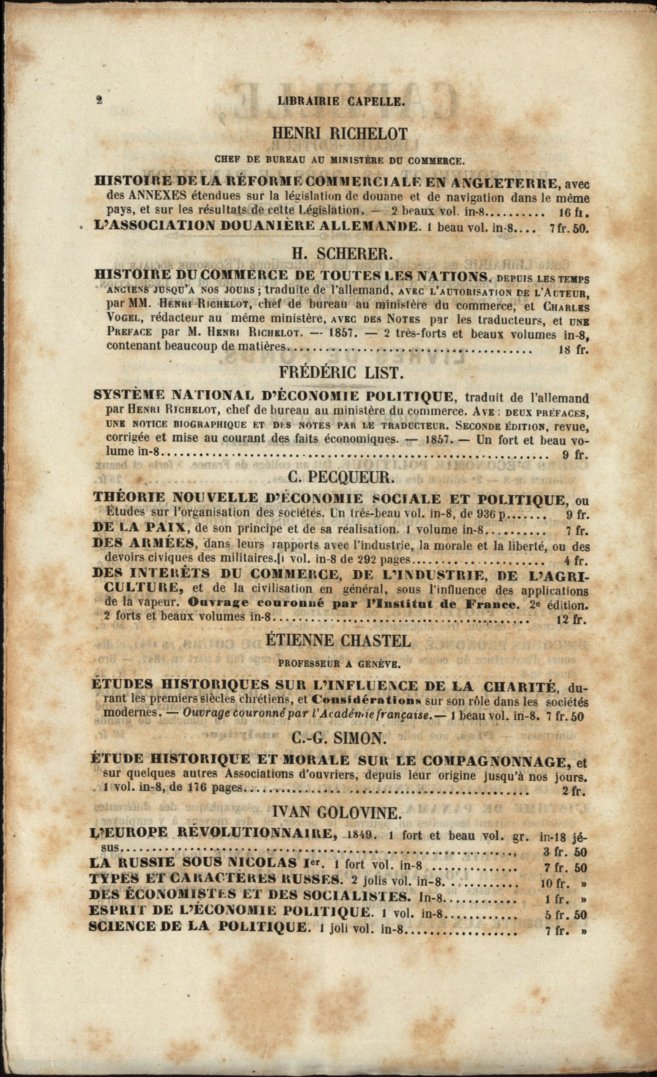 2
LIBRAIRIE CAPELLE.
HENRI RICHELOT
CHEF DE BUREAU AU MINISTÈRE DU COMMERCE.
HISTOIRE DE LA RÉFORME COMMERCIALE EN ANGLETERRE, avec
des ANNEXES étendues sur la législation de douane et de navigation dans le même
pays, et sur les résultats de cette Législation. — 2 beaux vol. in-8.......... 16 fr.
L'ASSOCIATION DOUANIÈRE ALLEMANDE. 1 beau vol. in-8.... 7 fr. 50.
H. SCHERER.
HISTOIRE DU COMMERCE DE TOUTES LES NATIONS, DEPUIS LES TEMPS
ANCIENS JUSQU'A NOS JOURS; traduite de l'allemand, AVEC L'AUTORISATION DE L'AUTEUR,
par MM. HENRI RICHELOT, chef de bureau au ministère du commerce, et CHARLES
VOGEL, rédacteur au même ministère, AVEC DES NOTES par les traducteurs, et UNE
PREFACE par M. HENRI RICHELOT. — 1857. — 2 très-forts et beaux volumes in-8,
contenant beaucoup de matières.................................... 18 fr.
FRÉDÉRIC LIST.
SYSTÈME NATIONAL D'ÉCONOMIE POLITIQUE, traduit de l'allemand
par HENRI RICHELOT, chef de bureau au ministère du commerce. AVE : DEUX PRÉFACES,
UNE NOTICE BIOGRAPHIQUE ET DES NOTES PAR LE TRADUCTEUR. SECONDE ÉDITION, revue,
corrigée et mise au courant des faits économiques. — 1857. — Un fort et beau vo-
lume in-8........................................................ 9 fr.
C. PECQUEUR.
THÉORIE NOUVELLE D'ÉCONOMIE SOCIALE ET POLITIQUE, ou
Études sur l'organisation des sociétés. Un très-beau vol. in-8, de 936 p....... 9 fr.
DE LA PAIX, de son principe et de sa réalisation. 1 volume in-8.......... 7 fr.
DES ARMÉES, dans leurs rapports avec l'industrie, la morale et la liberté, ou des
devoirs civiques des militaires. 1 vol. in-8 de 292 pages..................... 4 fr.
DES INTERÊTS DU COMMERCE, DE L'INDUSTRIE, DE L'AGRI-
CULTURE, et de la civilisation en général, sous l'influence des applications
de la vapeur. Ouvrage couronné par l'Institut de France. 2e édition.
2 forts et beaux volumes in-8..................................... 12 fr.
ÉTIENNE CHASTEL
PROFESSEUR A GENÈVE.
ÉTUDES HISTORIQUES SUR L'INFLUENCE DE LA CHARITÉ, du-
rant les premiers siècles chrétiens, et Considérations sur son rôle dans les sociétés
modernes. — Ouvrage couronné par l'Académie française. — 1 beau vol. in-8. 7 fr. 50
C.-G. SIMON.
ÉTUDE HISTORIQUE ET MORALE SUR LE COMPAGNONNAGE, et
sur quelques autres Associations d'ouvriers, depuis leur origine jusqu'à nos jours.
1 vol. in-8, de 176 pages......................................... 2 fr.
IVAN GOLOVINE.
L'EUROPE RÉVOLUTIONNAIRE, 1849. 1 fort et beau vol. gr. in-18 jé-
sus............................................................. 3 fr. 50
LA RUSSIE SOUS NICOLAS Ier. 1 fort vol. in-8 .............. 7 fr. 50
TYPES ET CARACTÈRES RUSSES. 2 jolis vol. in-8. .......... 10 fr. »
DES ÉCONOMISTES ET DES SOCIALISTES. In-8............ 1 fr. »
ESPRIT DE L'ÉCONOMIE POLITIQUE. 1 vol. in-8............ 5 fr. 50
SCIENCE DE LA POLITIQUE. 1 joli vol. in-8.................. 7 fr. »